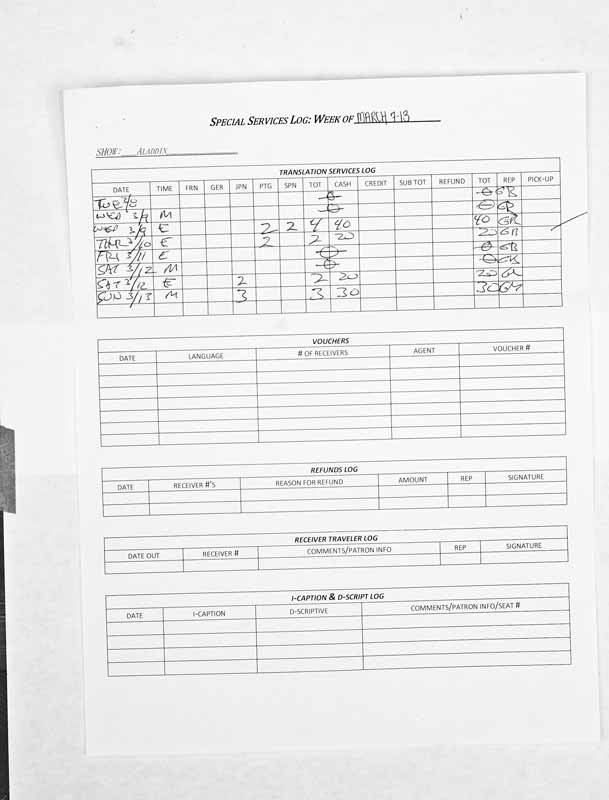 SPECIAL SERVICES LOG: WEEK OF MARCH 7-13
SHOW: ALADDIN
TRANSLATION SERVICES LOG
DATE TIME FRN GER JPN PTG SPN TOT CASH CREDIT SUB TOT REFUND TOT REP PICK-UP
TUE 3/8 0 0 GB
WED 3/9 M 0 0 GB
WED 3/9 E 2 2 4 40 40 GB
THUR 3/10 E 2 2 20 20 GB
FRI 3/11 E 0 0 GB
SAT 3/12 M 0 0
SAT 3/12 E 2 2 20 20
SUN 3/13 M 3 3 30 30 GM
VOUCHERS
DATE LANGUAGE # OF RECEIVERS AGENT VOUCHER #
REFUNDS LOG
DATE RECEIVER #'S REASON FOR REFUND AMOUNT REP SIGNATURE
RECEIVER TRAVELER LOG
DATE OUT RECEIVER # COMMENTS/PATRON INFO REP SIGNATURE
I-CAPTION & D-SCRIPT LOG
DATE I-CAPTION D-SCRIPTIVE COMMENTS/PATRON INFO/SEAT #